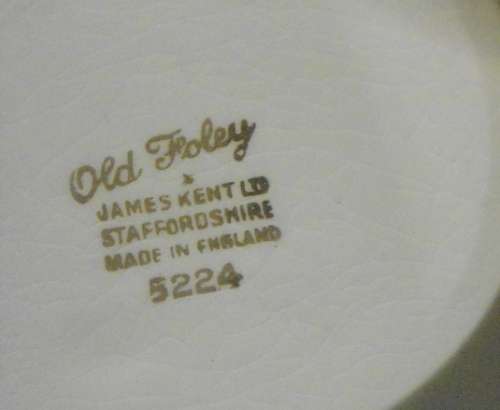 Old Foley
JAMES KENT LTD
STAFFORDSHIRE
MADE IN ENGLAND
5224